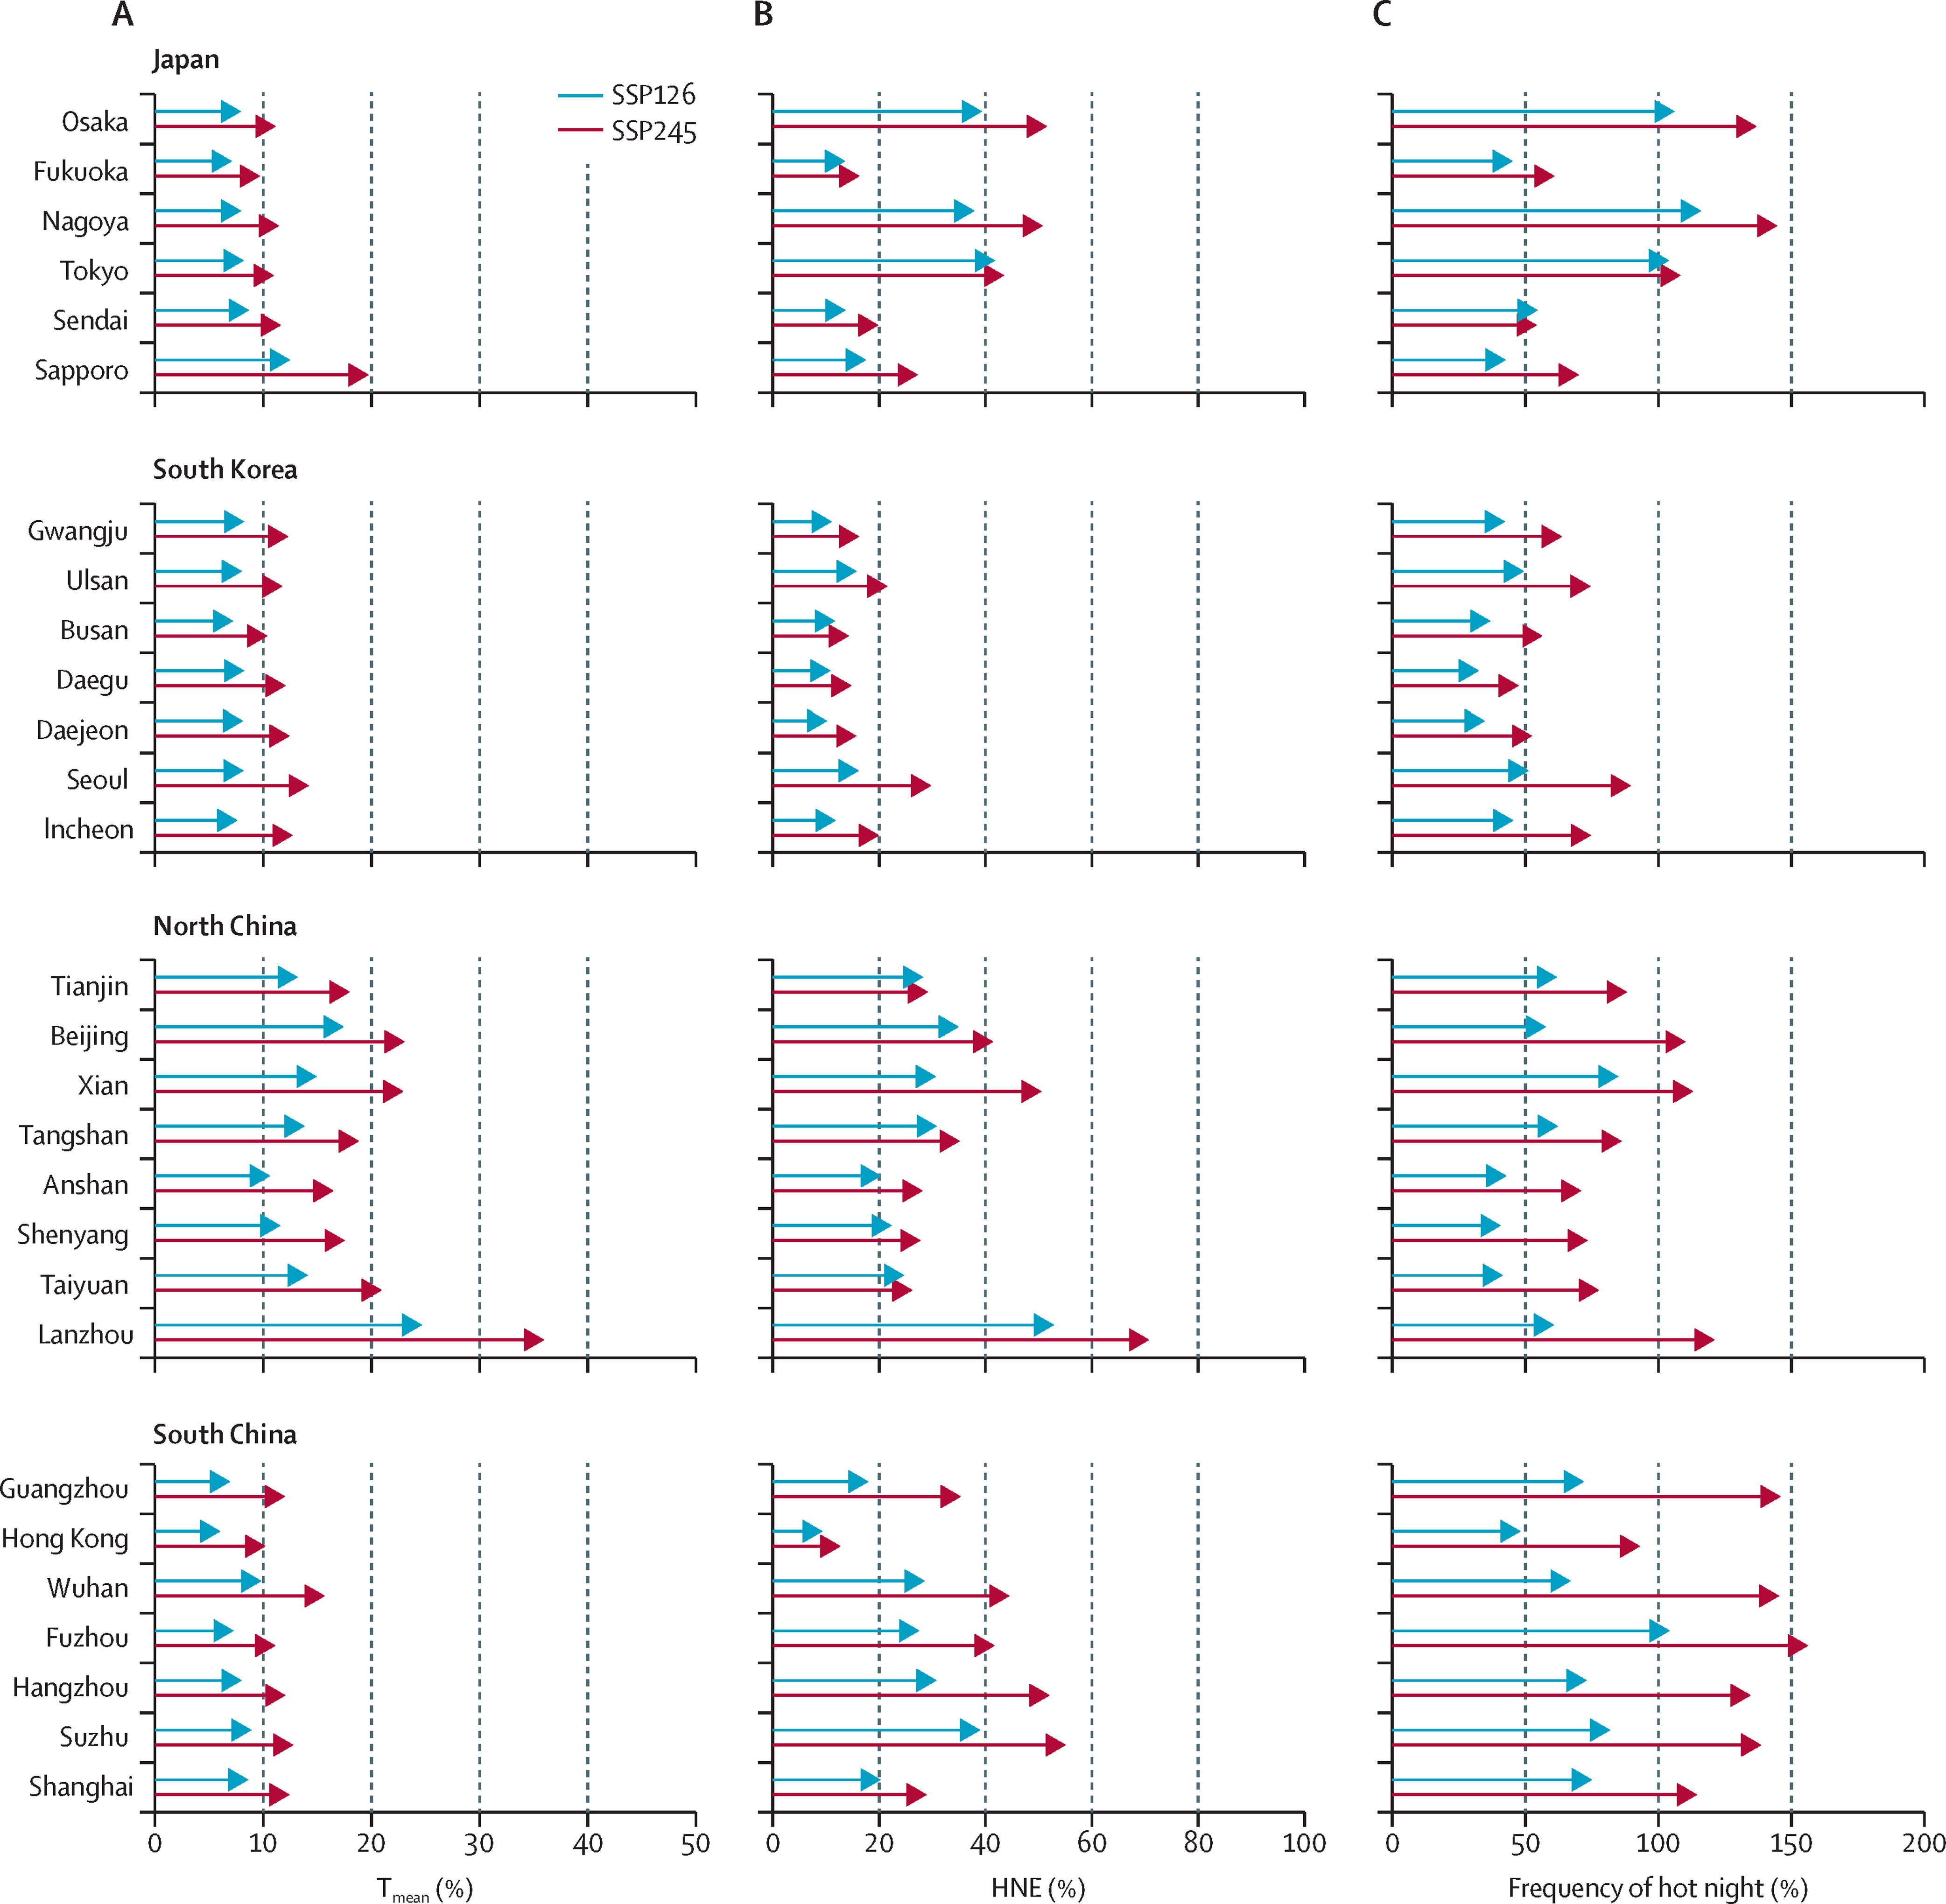 A
B
C
Japan
SSP126
SSP245
Osaka
Fukuoka
Nagoya
Tokyo
Sendai
Sapporo
South Korea
Gwangju
Ulsan
Busan
Daegu
Daejeon
Seoul
Incheon
North China
Tianjin
Beijing
Xian
Tangshan
Anshan
Shenyang
Taiyuan
Lanzhou
South China
Guangzhou
Hong Kong
Wuhan
Fuzhou
Hangzhou
Suzhu
Shanghai
0 10 20 30 40 50
0 20 40 60 80 100
0 50 100 150 200
Tmean (%)
HNE (%)
Frequency of hot night (%)